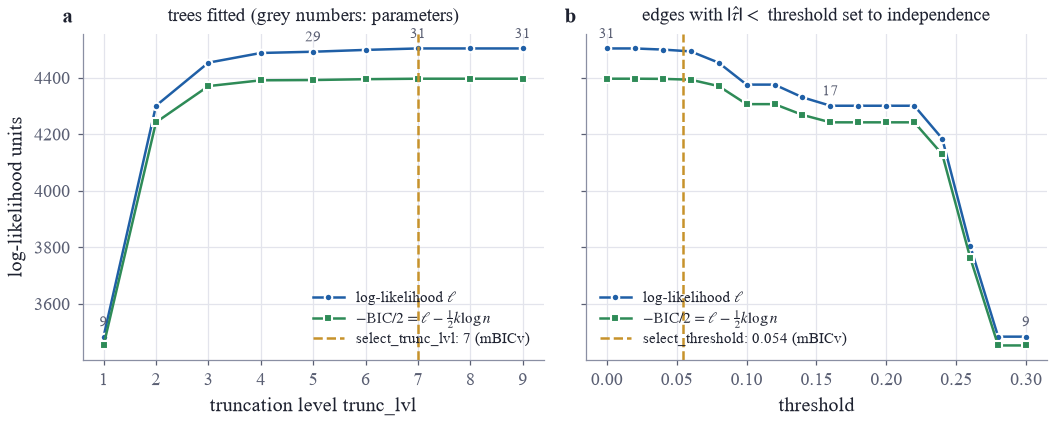 a trees fitted (grey numbers: parameters)
9
29
31
31
log-likelihood ℓ
−BIC/2 = ℓ − ½k log n
select_trunc_lvl: 7 (mBICv)
4400
4200
4000
3800
3600
log-likelihood units
1 2 3 4 5 6 7 8 9
truncation level trunc_lvl
b edges with |τ̂| < threshold set to independence
31
17
9
log-likelihood ℓ
−BIC/2 = ℓ − ½k log n
select_threshold: 0.054 (mBICv)
0.00 0.05 0.10 0.15 0.20 0.25 0.30
threshold